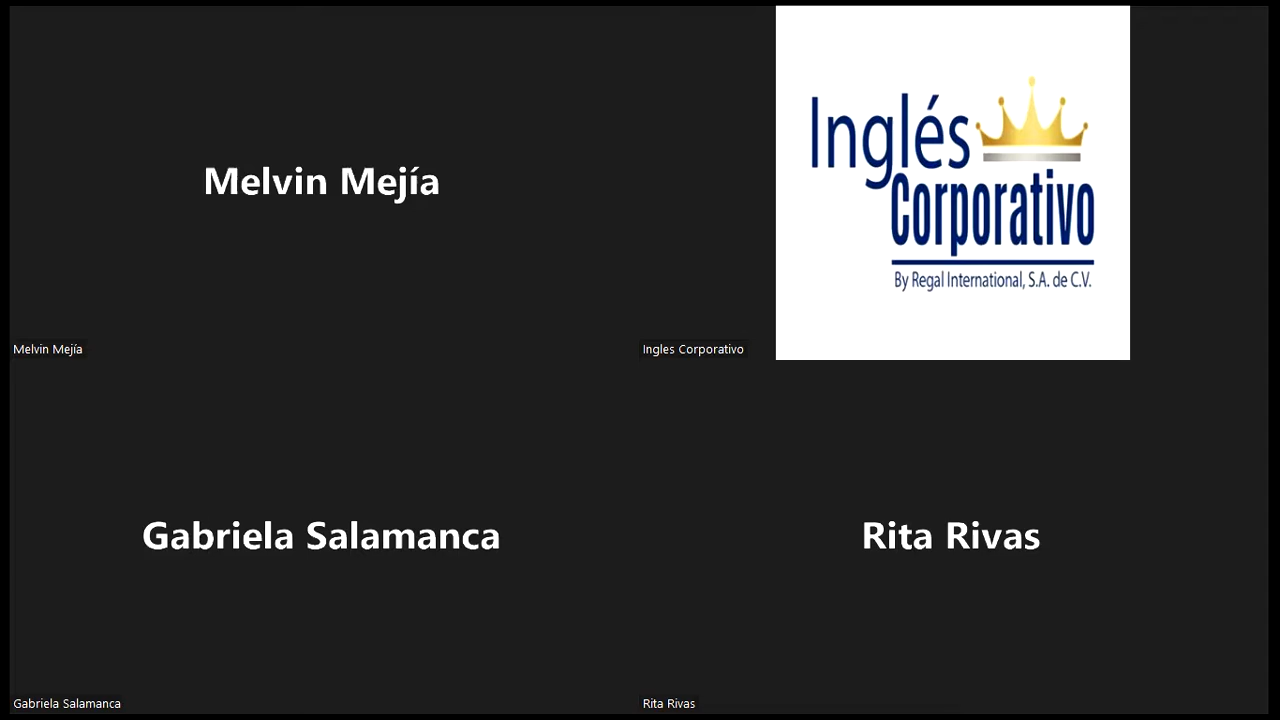 Melvin Mejía
Inglés
Corporativo
By Regal International, S.A. de C.V.
Melvin Mejía
Ingles Corporativo
Gabriela Salamanca
Rita Rivas
Gabriela Salamanca
Rita Rivas